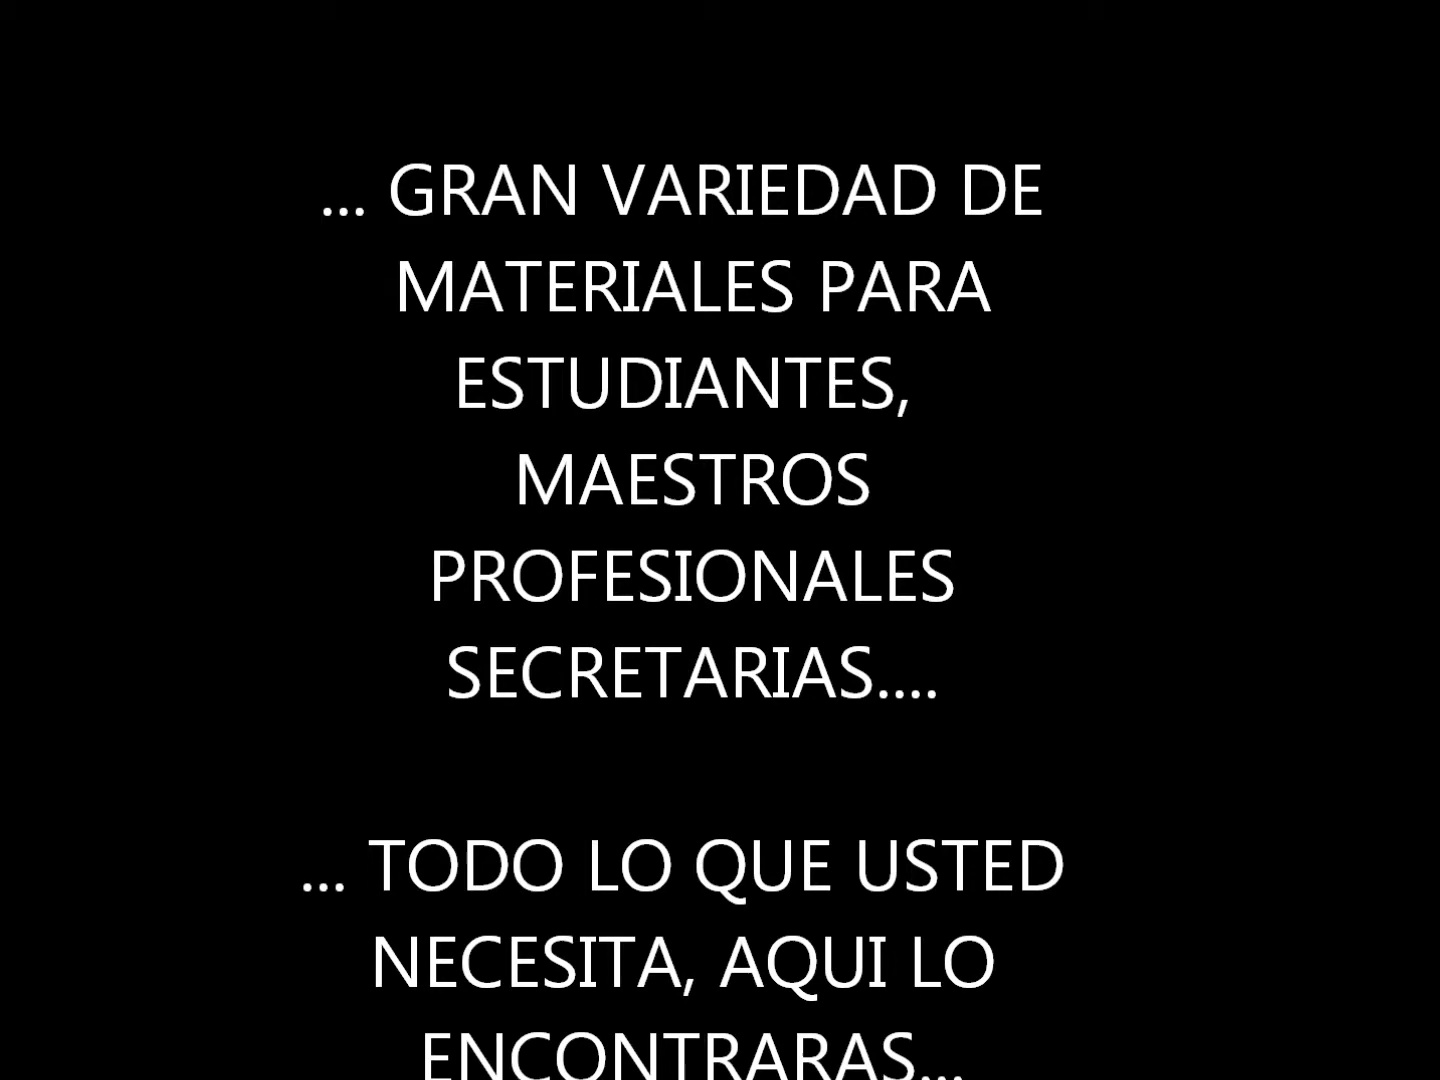 ... GRAN VARIEDAD DE
MATERIALES PARA
ESTUDIANTES,
MAESTROS
PROFESIONALES
SECRETARIAS....
... TODO LO QUE USTED
NECESITA, AQUI LO
ENCONTRARAS...